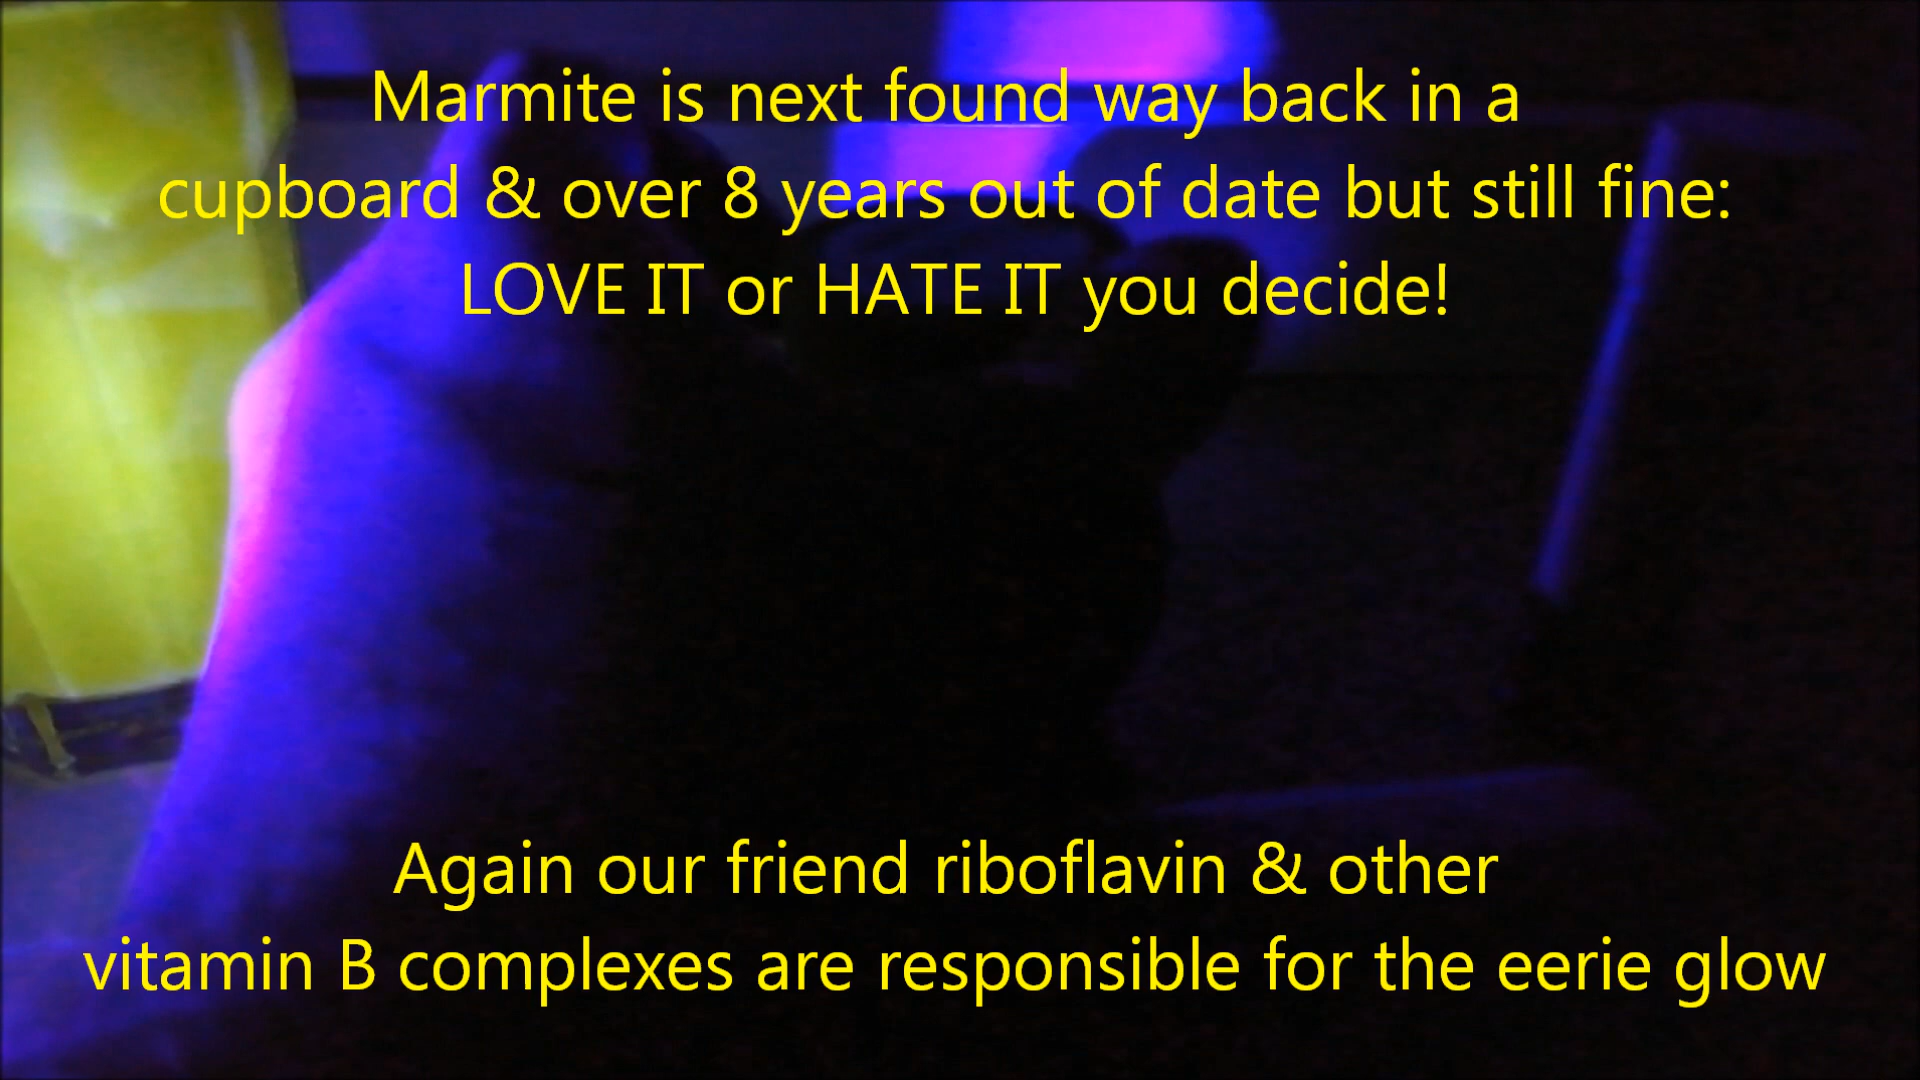 Marmite is next found way back in a
cupboard & over 8 years out of date but still fine:
LOVE IT or HATE IT you decide!
Again our friend riboflavin & other
vitamin B complexes are responsible for the eerie glow